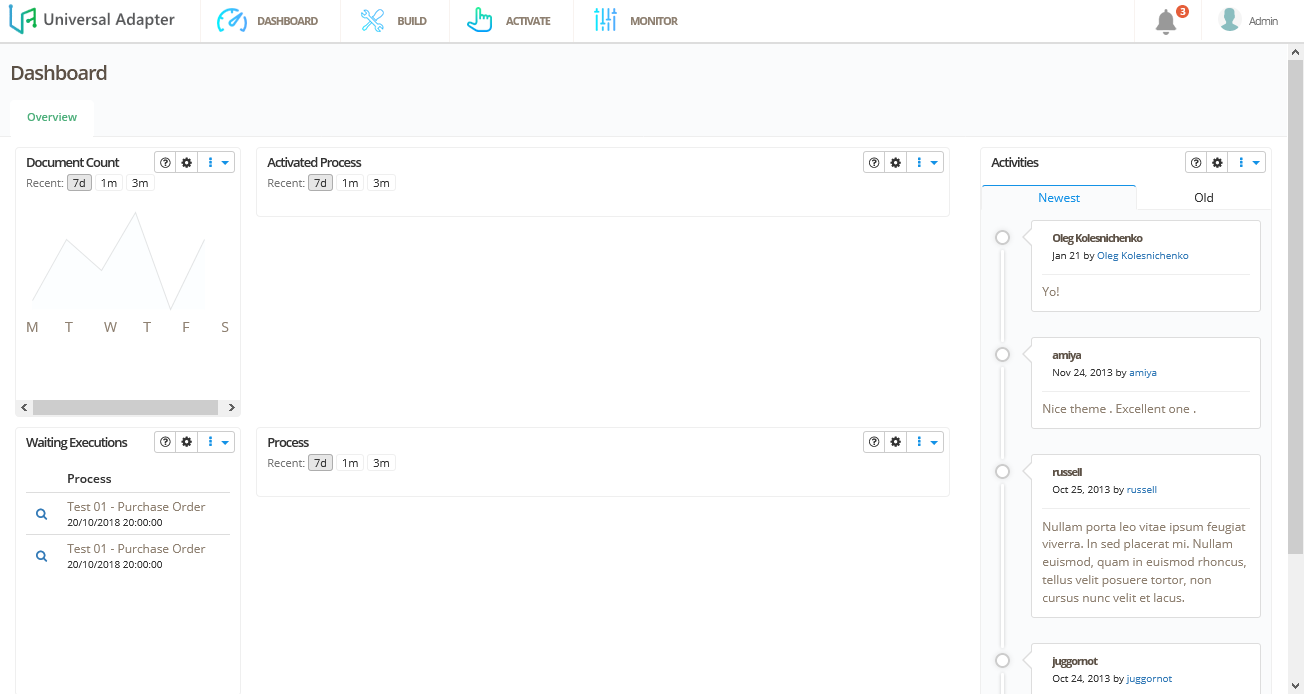 Universal Adapter
DASHBOARD
BUILD
ACTIVATE
MONITOR
3
Admin
Dashboard
Overview
Document Count
Recent: 7d 1m 3m
M T W T F S
Activated Process
Recent: 7d 1m 3m
Waiting Executions
Process
Test 01 - Purchase Order
20/10/2018 20:00:00
Test 01 - Purchase Order
20/10/2018 20:00:00
Process
Recent: 7d 1m 3m
Activities
Newest Old
Oleg Kolesnichenko
Jan 21 by Oleg Kolesnichenko
Yo!
amiya
Nov 24, 2013 by amiya
Nice theme . Excellent one .
russell
Oct 25, 2013 by russell
Nullam porta leo vitae ipsum feugiat
viverra. In sed placerat mi. Nullam
euismod, quam in euismod rhoncus,
tellus velit posuere tortor, non
cursus nunc velit et lacus.
juggornot
Oct 24, 2013 by juggornot